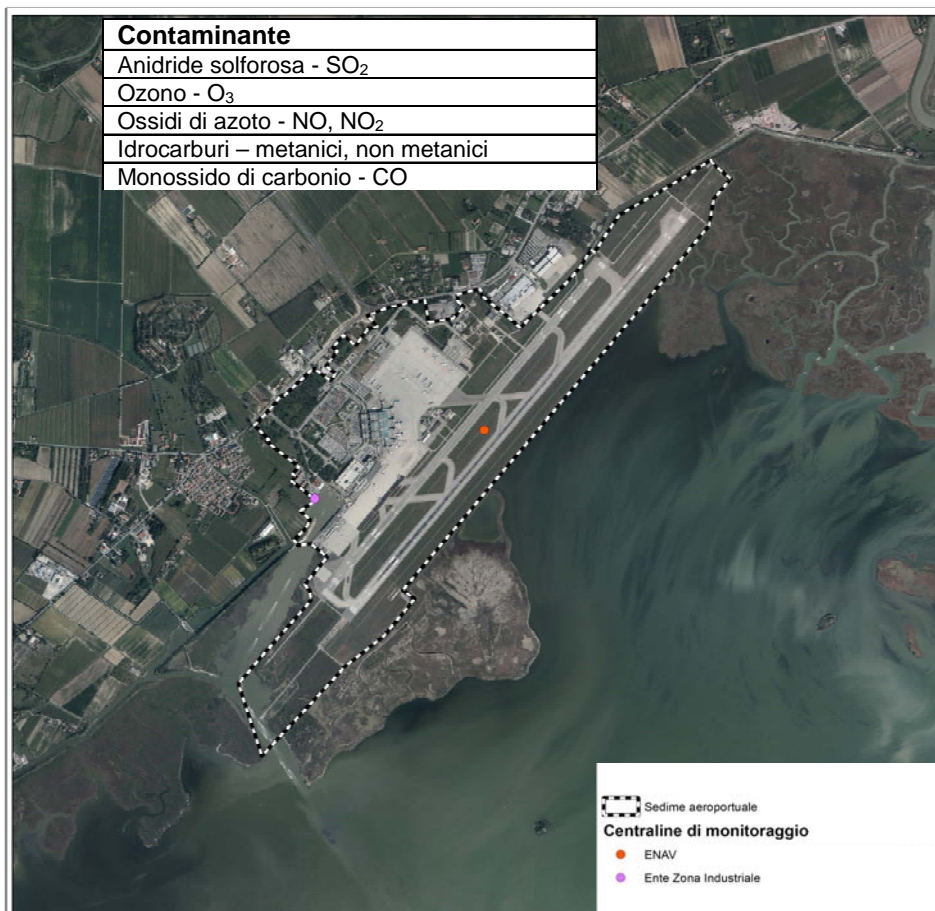 Contaminante
Anidride solforosa - SO₂
Ozono - O₃
Ossidi di azoto - NO, NO₂
Idrocarburi – metanici, non metanici
Monossido di carbonio - CO
Sedime aeroportuale
Centraline di monitoraggio
ENAV
Ente Zona Industriale